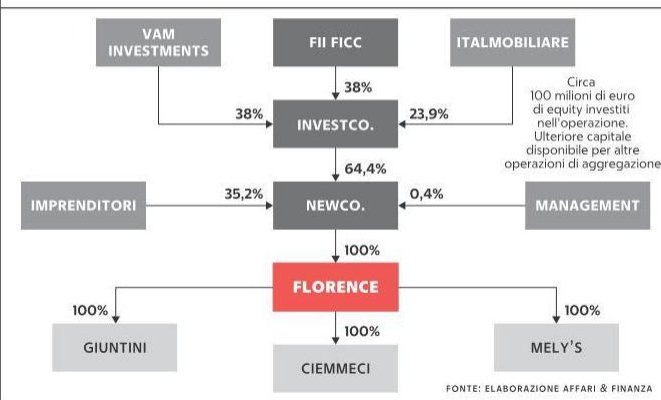 VAM
INVESTMENTS
FII FICC
ITALMOBILIARE
38%
38%
23,9%
INVESTCO.
Circa
100 milioni di euro
di equity investiti
nell'operazione.
Ulteriore capitale
disponibile per altre
operazioni di aggregazione
64,4%
IMPRENDITORI
35,2%
NEWCO.
0,4%
MANAGEMENT
100%
FLORENCE
100%
100%
100%
GIUNTINI
CIEMMECI
MELY'S
FONTE: ELABORAZIONE AFFARI & FINANZA